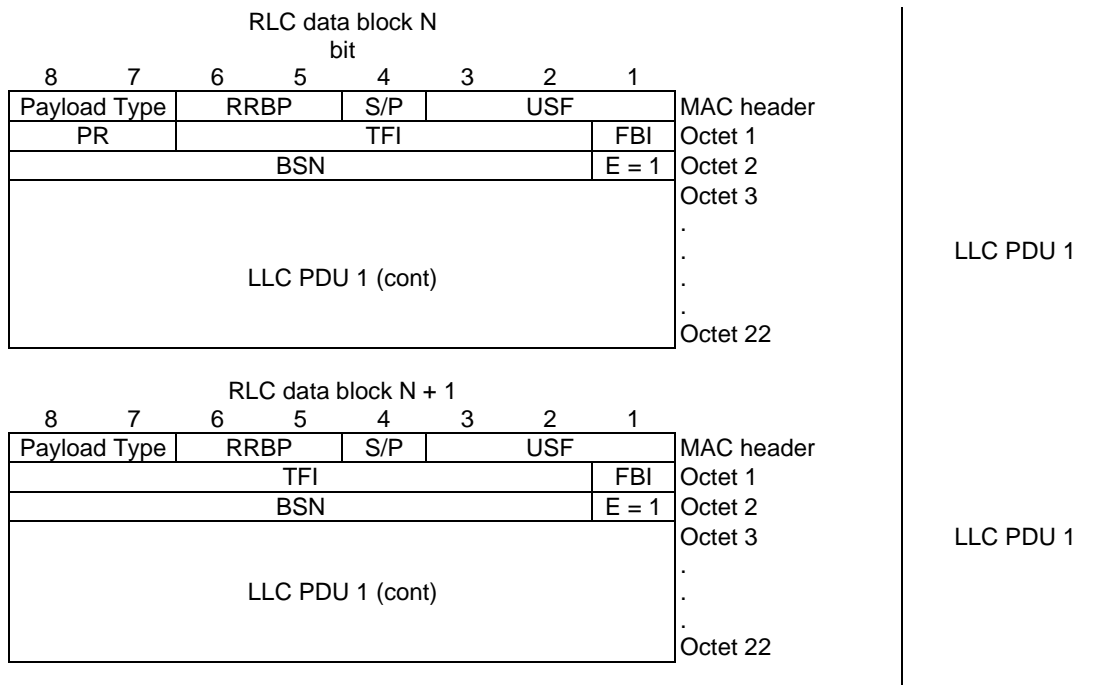 RLC data block N
bit
8 7 6 5 4 3 2 1
Payload Type RRBP S/P USF MAC header
PR TFI FBI Octet 1
BSN E = 1 Octet 2
Octet 3
.
.
LLC PDU 1
LLC PDU 1 (cont)
.
.
Octet 22
RLC data block N + 1
8 7 6 5 4 3 2 1
Payload Type RRBP S/P USF MAC header
TFI FBI Octet 1
BSN E = 1 Octet 2
Octet 3 LLC PDU 1
.
LLC PDU 1 (cont) .
.
Octet 22